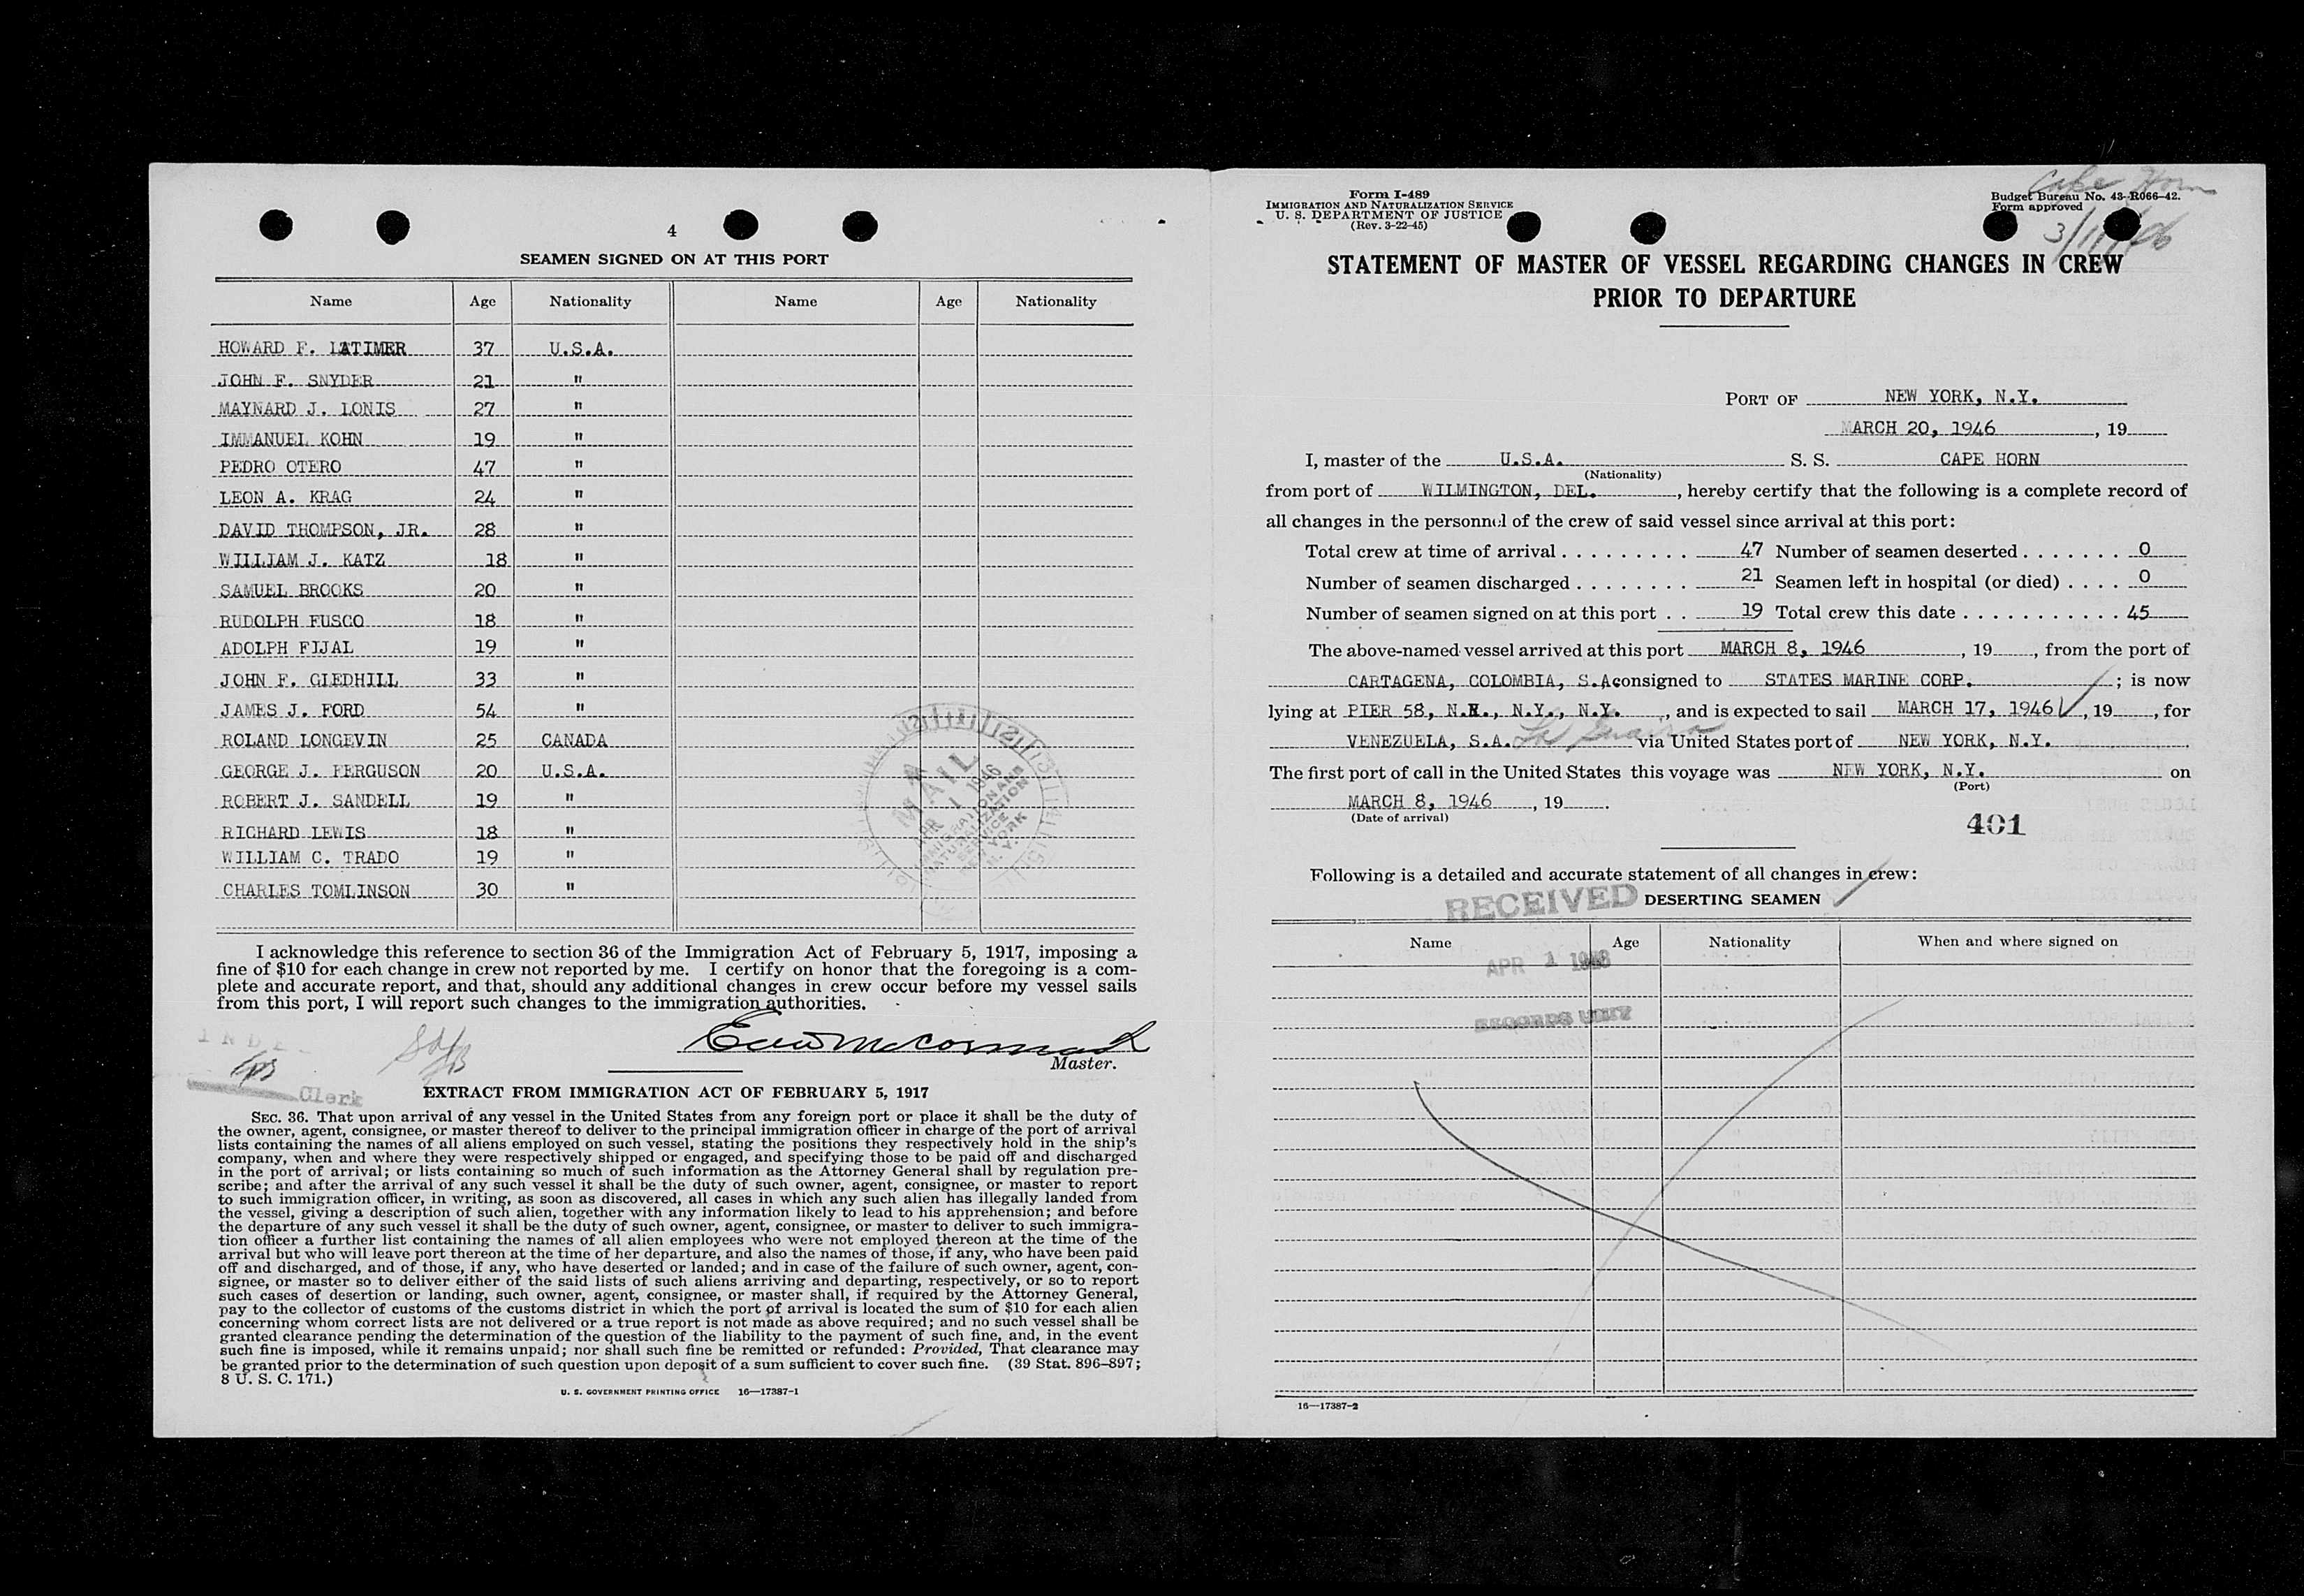 4
SEAMEN SIGNED ON AT THIS PORT
Name Age Nationality Name Age Nationality
HOWARD F. LATIMER 37 U.S.A.
JOHN F. SNYDER 21 "
MAYNARD J. LONIS 27 "
IMMANUEL KOHN 19 "
PEDRO OTERO 47 "
LEON A. KRAG 24 "
DAVID THOMPSON, JR. 28 "
WILLIAM J. KATZ 18 "
SAMUEL BROOKS 20 "
RUDOLPH FUSCO 18 "
ADOLPH FIJAL 19 "
JOHN F. GLEDHILL 33 "
JAMES J. FORD 54 "
ROLAND LONGEVIN 25 CANADA
GEORGE J. FERGUSON 20 U.S.A.
ROBERT J. SANDELL 19 "
RICHARD LEWIS 18 "
WILLIAM C. TRADO 19 "
CHARLES TOMLINSON 30 "
MAIL
APR 1 1946
IMMIGRATION AND
NATURALIZATION
SERVICE
NEW YORK
N. Y.
I acknowledge this reference to section 36 of the Immigration Act of February 5, 1917, imposing a
fine of $10 for each change in crew not reported by me. I certify on honor that the foregoing is a com-
plete and accurate report, and that, should any additional changes in crew occur before my vessel sails
from this port, I will report such changes to the immigration authorities.
Master.
Clerk
EXTRACT FROM IMMIGRATION ACT OF FEBRUARY 5, 1917
SEC. 36. That upon arrival of any vessel in the United States from any foreign port or place it shall be the duty of
the owner, agent, consignee, or master thereof to deliver to the principal immigration officer in charge of the port of arrival
lists containing the names of all aliens employed on such vessel, stating the positions they respectively hold in the ship's
company, when and where they were respectively shipped or engaged, and specifying those to be paid off and discharged
in the port of arrival; or lists containing so much of such information as the Attorney General shall by regulation pre-
scribe; and after the arrival of any such vessel it shall be the duty of such owner, agent, consignee, or master to report
to such immigration officer, in writing, as soon as discovered, all cases in which any such alien has illegally landed from
the vessel, giving a description of such alien, together with any information likely to lead to his apprehension; and before
the departure of any such vessel it shall be the duty of such owner, agent, consignee, or master to deliver to such immigra-
tion officer a further list containing the names of all alien employees who were not employed thereon at the time of the
arrival but who will leave port thereon at the time of her departure, and also the names of those, if any, who have been paid
off and discharged, and of those, if any, who have deserted or landed; and in case of the failure of such owner, agent, con-
signee, or master so to deliver either of the said lists of such aliens arriving and departing, respectively, or so to report
such cases of desertion or landing, such owner, agent, consignee, or master shall, if required by the Attorney General,
pay to the collector of customs of the customs district in which the port of arrival is located the sum of $10 for each alien
concerning whom correct lists are not delivered or a true report is not made as above required; and no such vessel shall be
granted clearance pending the determination of the question of the liability to the payment of such fine, and, in the event
such fine is imposed, while it remains unpaid; nor shall such fine be remitted or refunded: Provided, That clearance may
be granted prior to the determination of such question upon deposit of a sum sufficient to cover such fine. (39 Stat. 896–897;
8 U. S. C. 171.)
U. S. GOVERNMENT PRINTING OFFICE 16—17387-1
Form I-489
IMMIGRATION AND NATURALIZATION SERVICE
U. S. DEPARTMENT OF JUSTICE
(Rev. 3-22-45)
Cape Horn
Budget Bureau No. 43-R066-42.
Form approved
STATEMENT OF MASTER OF VESSEL REGARDING CHANGES IN CREW
PRIOR TO DEPARTURE
PORT OF NEW YORK, N.Y.
MARCH 20, 1946, 19
I, master of the U.S.A. S. S. CAPE HORN
(Nationality)
from port of WILMINGTON, DEL., hereby certify that the following is a complete record of
all changes in the personnel of the crew of said vessel since arrival at this port:
Total crew at time of arrival . . . . . . . . . 47 Number of seamen deserted . . . . . . . 0
Number of seamen discharged . . . . . . . . 21 Seamen left in hospital (or died) . . . . 0
Number of seamen signed on at this port . . 19 Total crew this date . . . . . . . . . . . 45
The above-named vessel arrived at this port MARCH 8, 1946, 19, from the port of
CARTAGENA, COLOMBIA, S.A. consigned to STATES MARINE CORP. ; is now
lying at PIER 58, N.R., N.Y., N.Y. , and is expected to sail MARCH 17, 1946, 19, for
VENEZUELA, S.A. La Guaira via United States port of NEW YORK, N.Y.
The first port of call in the United States this voyage was NEW YORK, N.Y. on
(Port)
MARCH 8, 1946, 19.
(Date of arrival)
401
Following is a detailed and accurate statement of all changes in crew:
RECEIVED
DESERTING SEAMEN
Name Age Nationality When and where signed on
APR 1 1946
RECORDS UNIT
16—17387-2